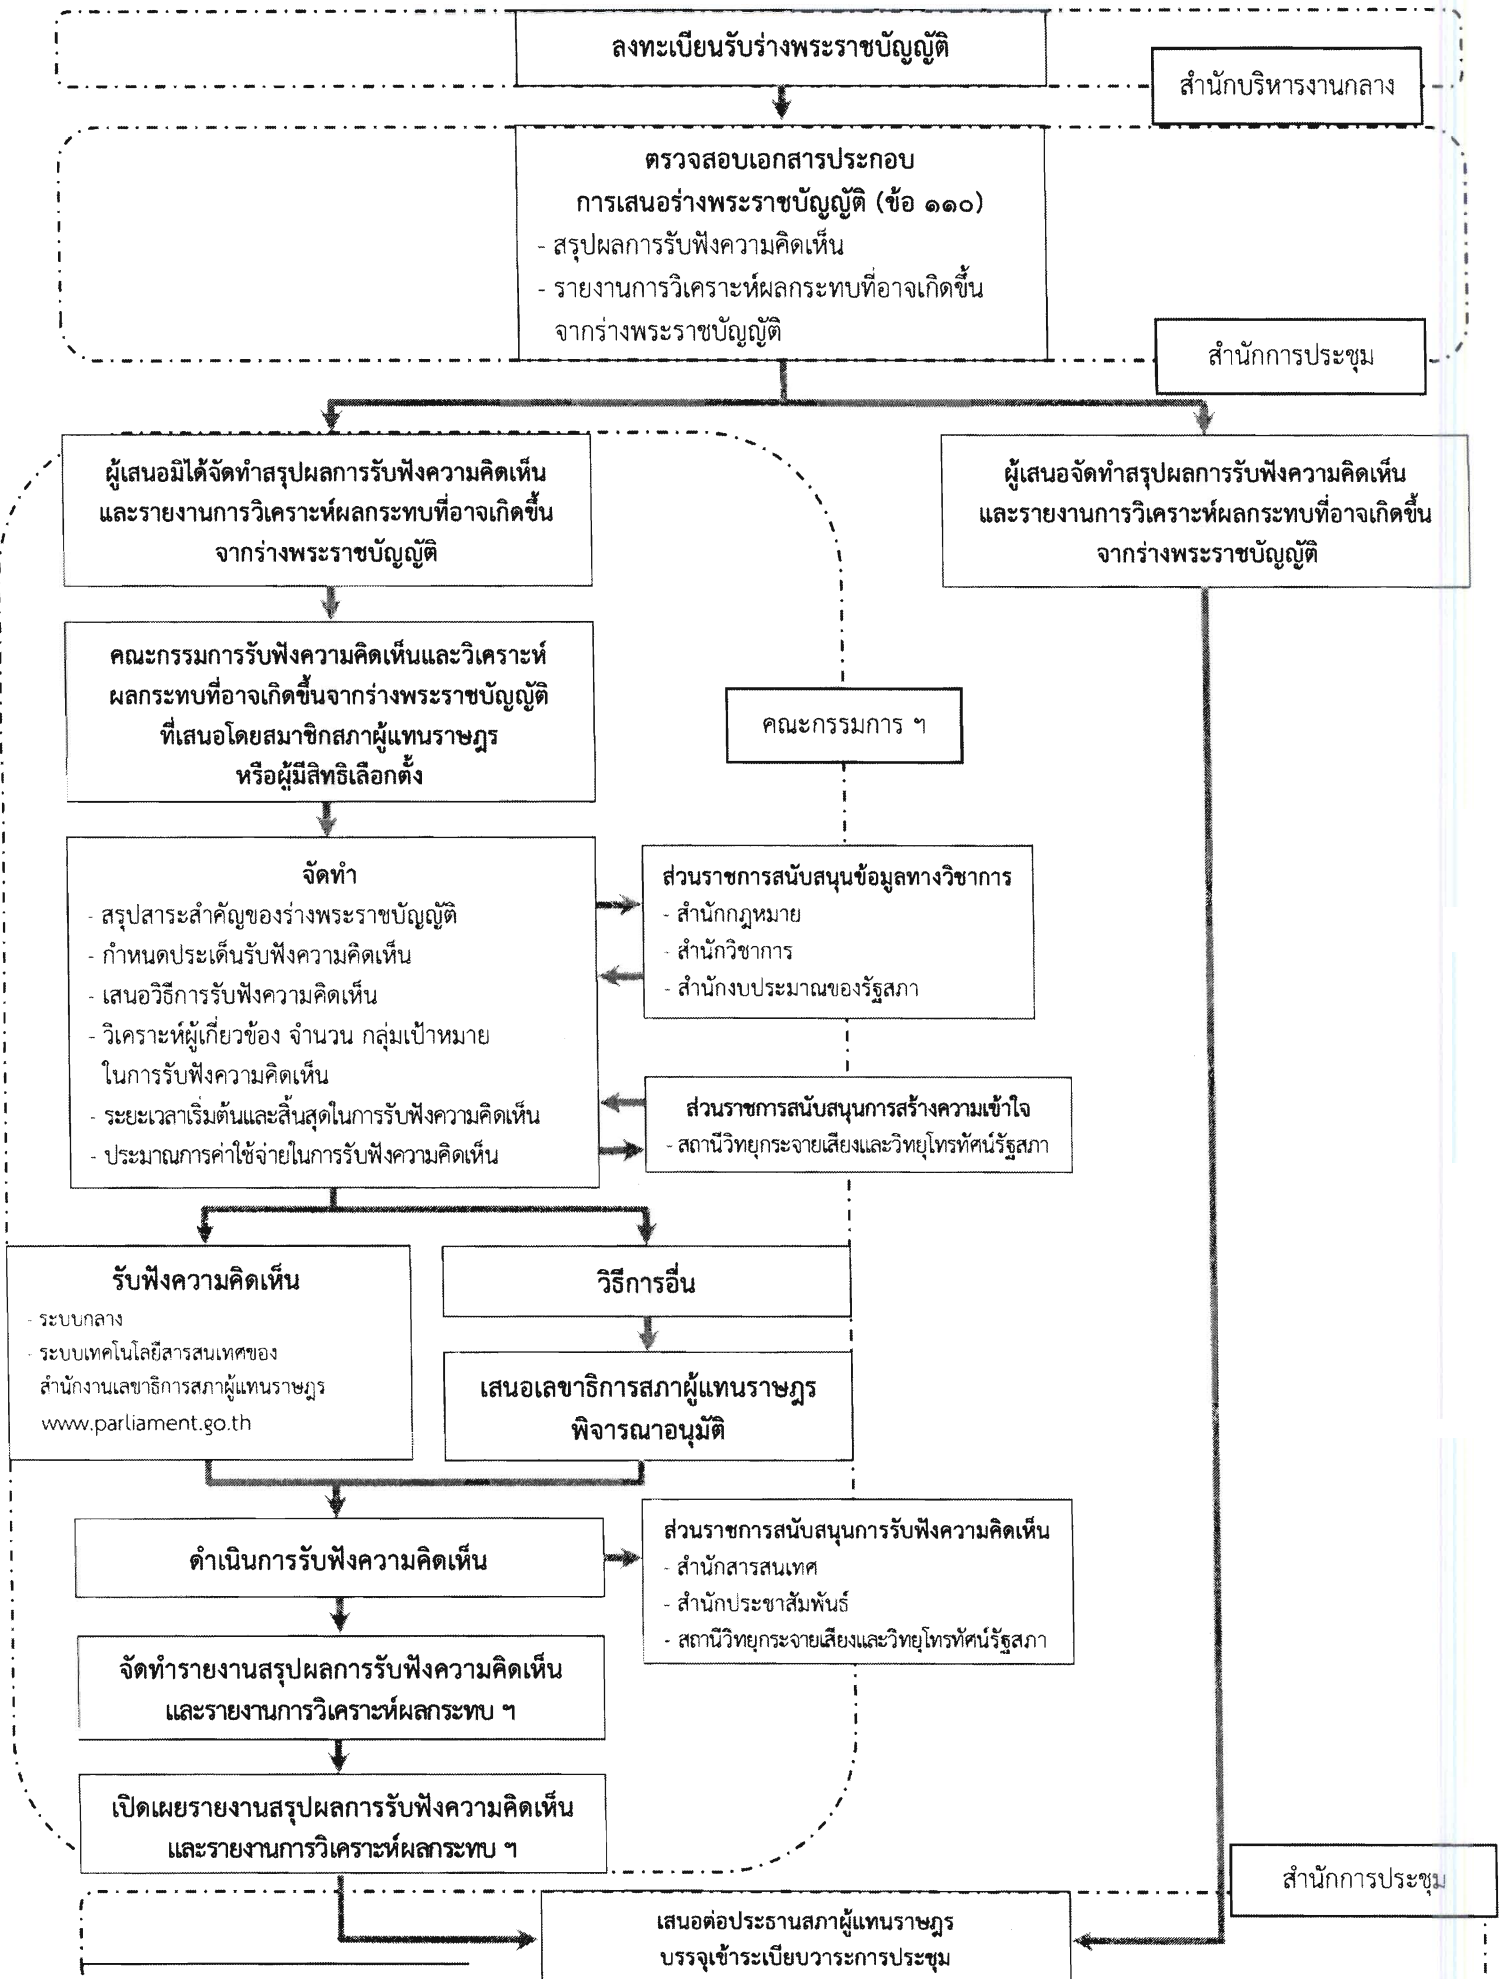 ลงทะเบียนรับร่างพระราชบัญญัติ
สำนักบริหารงานกลาง
ตรวจสอบเอกสารประกอบ
การเสนอร่างพระราชบัญญัติ (ข้อ ๑๑๐)
- สรุปผลการรับฟังความคิดเห็น
- รายงานการวิเคราะห์ผลกระทบที่อาจเกิดขึ้น
จากร่างพระราชบัญญัติ
สำนักการประชุม
ผู้เสนอมิได้จัดทำสรุปผลการรับฟังความคิดเห็น
และรายงานการวิเคราะห์ผลกระทบที่อาจเกิดขึ้น
จากร่างพระราชบัญญัติ
ผู้เสนอจัดทำสรุปผลการรับฟังความคิดเห็น
และรายงานการวิเคราะห์ผลกระทบที่อาจเกิดขึ้น
จากร่างพระราชบัญญัติ
คณะกรรมการรับฟังความคิดเห็นและวิเคราะห์
ผลกระทบที่อาจเกิดขึ้นจากร่างพระราชบัญญัติ
ที่เสนอโดยสมาชิกสภาผู้แทนราษฎร
หรือผู้มีสิทธิเลือกตั้ง
คณะกรรมการ ฯ
จัดทำ
- สรุปสาระสำคัญของร่างพระราชบัญญัติ
- กำหนดประเด็นรับฟังความคิดเห็น
- เสนอวิธีการรับฟังความคิดเห็น
- วิเคราะห์ผู้เกี่ยวข้อง จำนวน กลุ่มเป้าหมาย
ในการรับฟังความคิดเห็น
- ระยะเวลาเริ่มต้นและสิ้นสุดในการรับฟังความคิดเห็น
- ประมาณการค่าใช้จ่ายในการรับฟังความคิดเห็น
ส่วนราชการสนับสนุนข้อมูลทางวิชาการ
- สำนักกฎหมาย
- สำนักวิชาการ
- สำนักงบประมาณของรัฐสภา
ส่วนราชการสนับสนุนการสร้างความเข้าใจ
- สถานีวิทยุกระจายเสียงและวิทยุโทรทัศน์รัฐสภา
รับฟังความคิดเห็น
- ระบบกลาง
- ระบบเทคโนโลยีสารสนเทศของ
สำนักงานเลขาธิการสภาผู้แทนราษฎร
www.parliament.go.th
วิธีการอื่น
เสนอเลขาธิการสภาผู้แทนราษฎร
พิจารณาอนุมัติ
ดำเนินการรับฟังความคิดเห็น
ส่วนราชการสนับสนุนการรับฟังความคิดเห็น
- สำนักสารสนเทศ
- สำนักประชาสัมพันธ์
- สถานีวิทยุกระจายเสียงและวิทยุโทรทัศน์รัฐสภา
จัดทำรายงานสรุปผลการรับฟังความคิดเห็น
และรายงานการวิเคราะห์ผลกระทบ ฯ
เปิดเผยรายงานสรุปผลการรับฟังความคิดเห็น
และรายงานการวิเคราะห์ผลกระทบ ฯ
สำนักการประชุม
เสนอต่อประธานสภาผู้แทนราษฎร
บรรจุเข้าระเบียบวาระการประชุม